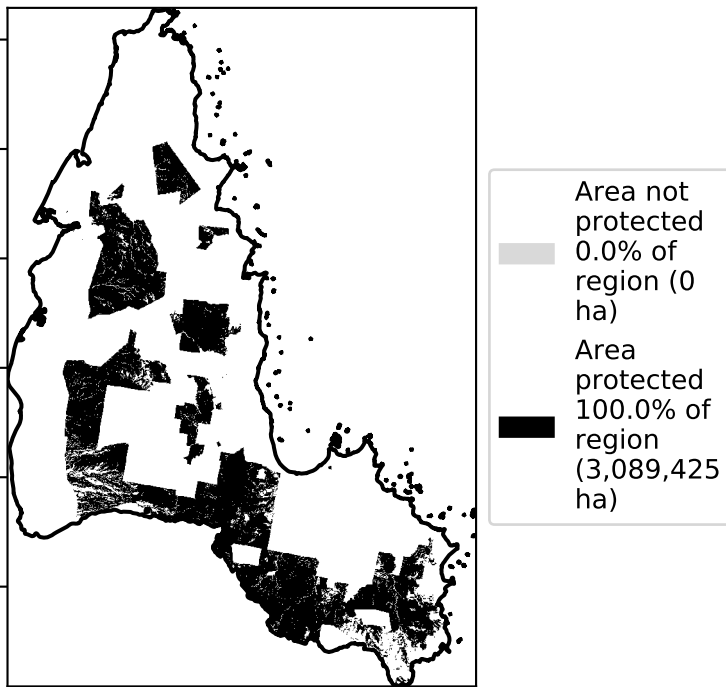 Area not
protected
0.0% of
region (0
ha)
Area
protected
100.0% of
region
(3,089,425
ha)